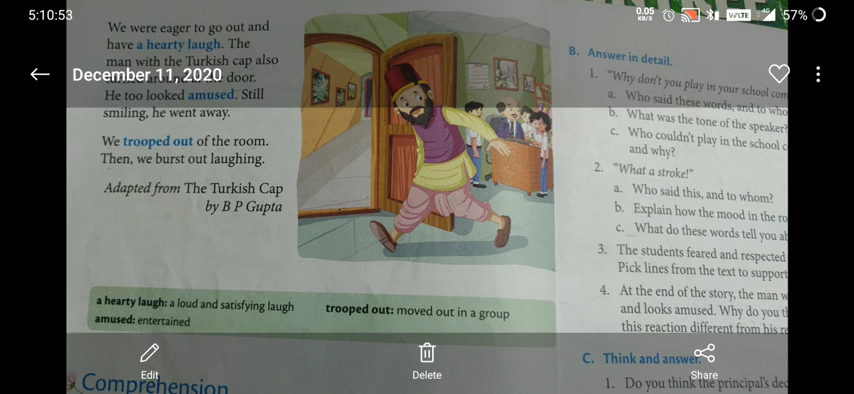 5:10:53
0.05
KB/S
VoLTE
4G
57%
December 11, 2020
We were eager to go out and
have a hearty laugh. The
man with the Turkish cap also
door.
He too looked amused. Still
smiling, he went away.
We trooped out of the room.
Then, we burst out laughing.
Adapted from The Turkish Cap
by B P Gupta
a hearty laugh: a loud and satisfying laugh
amused: entertained
trooped out: moved out in a group
Comprehension
B. Answer in detail.
1. "Why don't you play in your school com
a. Who said these words, and to who
b. What was the tone of the speaker?
c. Who couldn't play in the school c
and why?
2. "What a stroke!"
a. Who said this, and to whom?
b. Explain how the mood in the ro
c. What do these words tell you ab
3. The students feared and respected
Pick lines from the text to support
4. At the end of the story, the man w
and looks amused. Why do you th
this reaction different from his re
C. Think and answer.
1. Do you think the principal's dec
Edit
Delete
Share